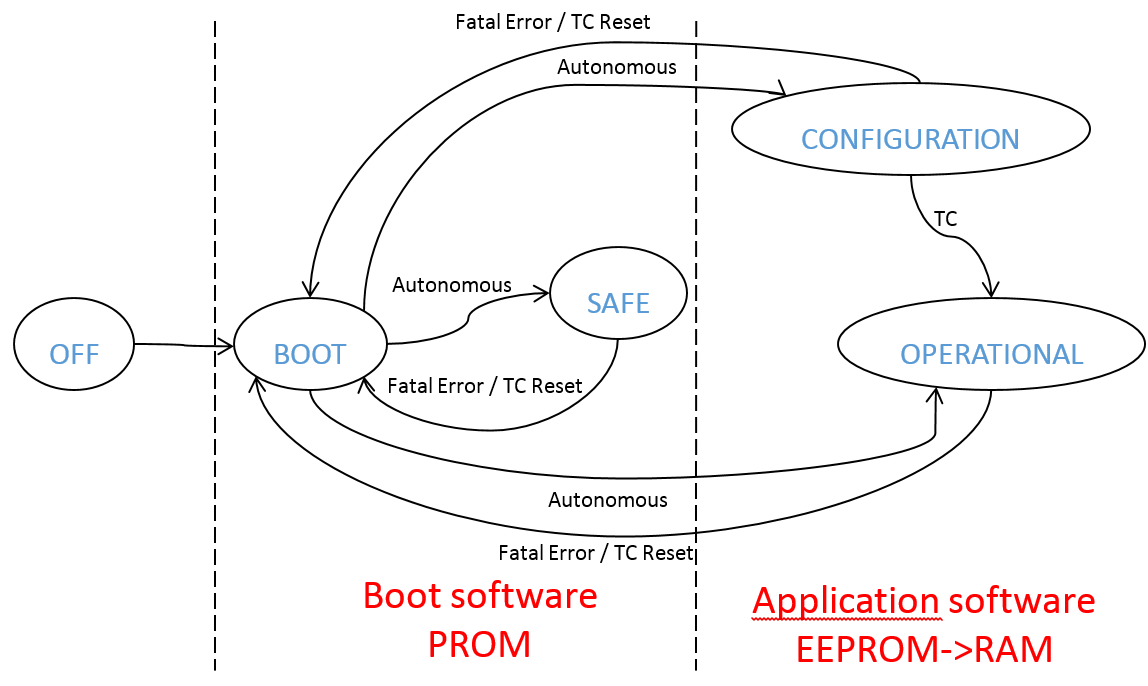 Fatal Error / TC Reset
Autonomous
CONFIGURATION
TC
Autonomous
SAFE
OFF
BOOT
OPERATIONAL
Fatal Error / TC Reset
Autonomous
Fatal Error / TC Reset
Boot software
PROM
Application software
EEPROM->RAM